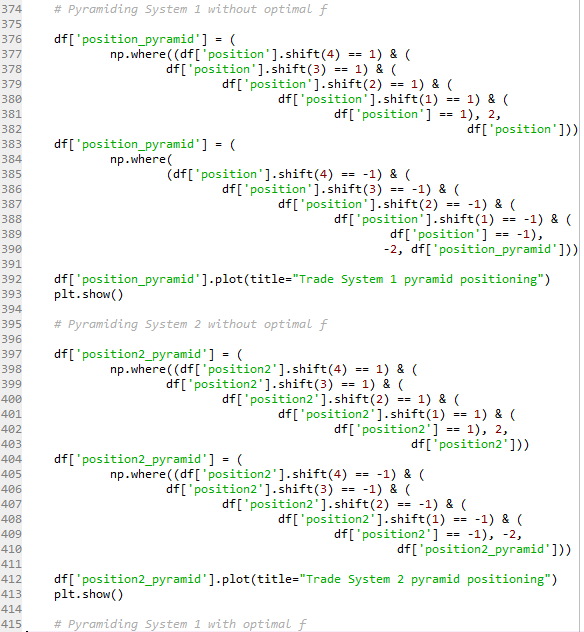 374 # Pyramiding System 1 without optimal ƒ
375
376 df['position_pyramid'] = (
377 np.where((df['position'].shift(4) == 1) & (
378 df['position'].shift(3) == 1) & (
379 df['position'].shift(2) == 1) & (
380 df['position'].shift(1) == 1) & (
381 df['position'] == 1), 2,
382 df['position']))
383 df['position_pyramid'] = (
384 np.where(
385 (df['position'].shift(4) == -1) & (
386 df['position'].shift(3) == -1) & (
387 df['position'].shift(2) == -1) & (
388 df['position'].shift(1) == -1) & (
389 df['position'] == -1),
390 -2, df['position_pyramid']))
391
392 df['position_pyramid'].plot(title="Trade System 1 pyramid positioning")
393 plt.show()
394
395 # Pyramiding System 2 without optimal ƒ
396
397 df['position2_pyramid'] = (
398 np.where((df['position2'].shift(4) == 1) & (
399 df['position2'].shift(3) == 1) & (
400 df['position2'].shift(2) == 1) & (
401 df['position2'].shift(1) == 1) & (
402 df['position2'] == 1), 2,
403 df['position2']))
404 df['position2_pyramid'] = (
405 np.where((df['position2'].shift(4) == -1) & (
406 df['position2'].shift(3) == -1) & (
407 df['position2'].shift(2) == -1) & (
408 df['position2'].shift(1) == -1) & (
409 df['position2'] == -1), -2,
410 df['position2_pyramid']))
411
412 df['position2_pyramid'].plot(title="Trade System 2 pyramid positioning")
413 plt.show()
414
415 # Pyramiding System 1 with optimal ƒ